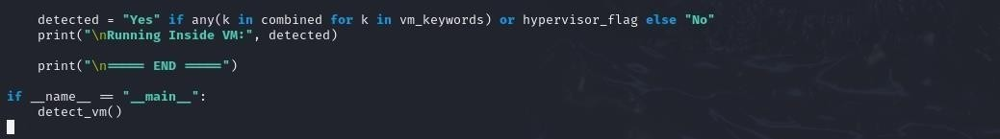 detected = "Yes" if any(k in combined for k in vm_keywords) or hypervisor_flag else "No"
print("\nRunning Inside VM:", detected)
print("\n===== END =====")
if __name__ == "__main__":
detect_vm()